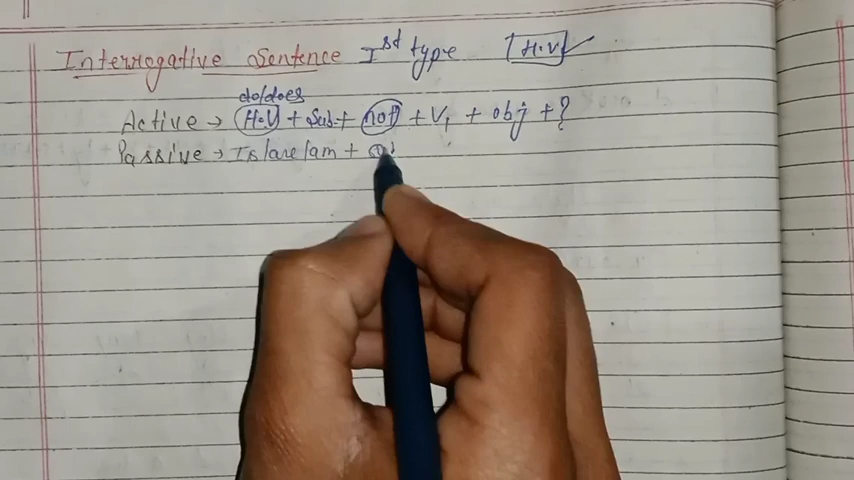 Interrogative Sentence Ist type [H.V]
do/does
Active → H.V + Sub + not + V1 + obj + ?
Passive → Is/are/am +